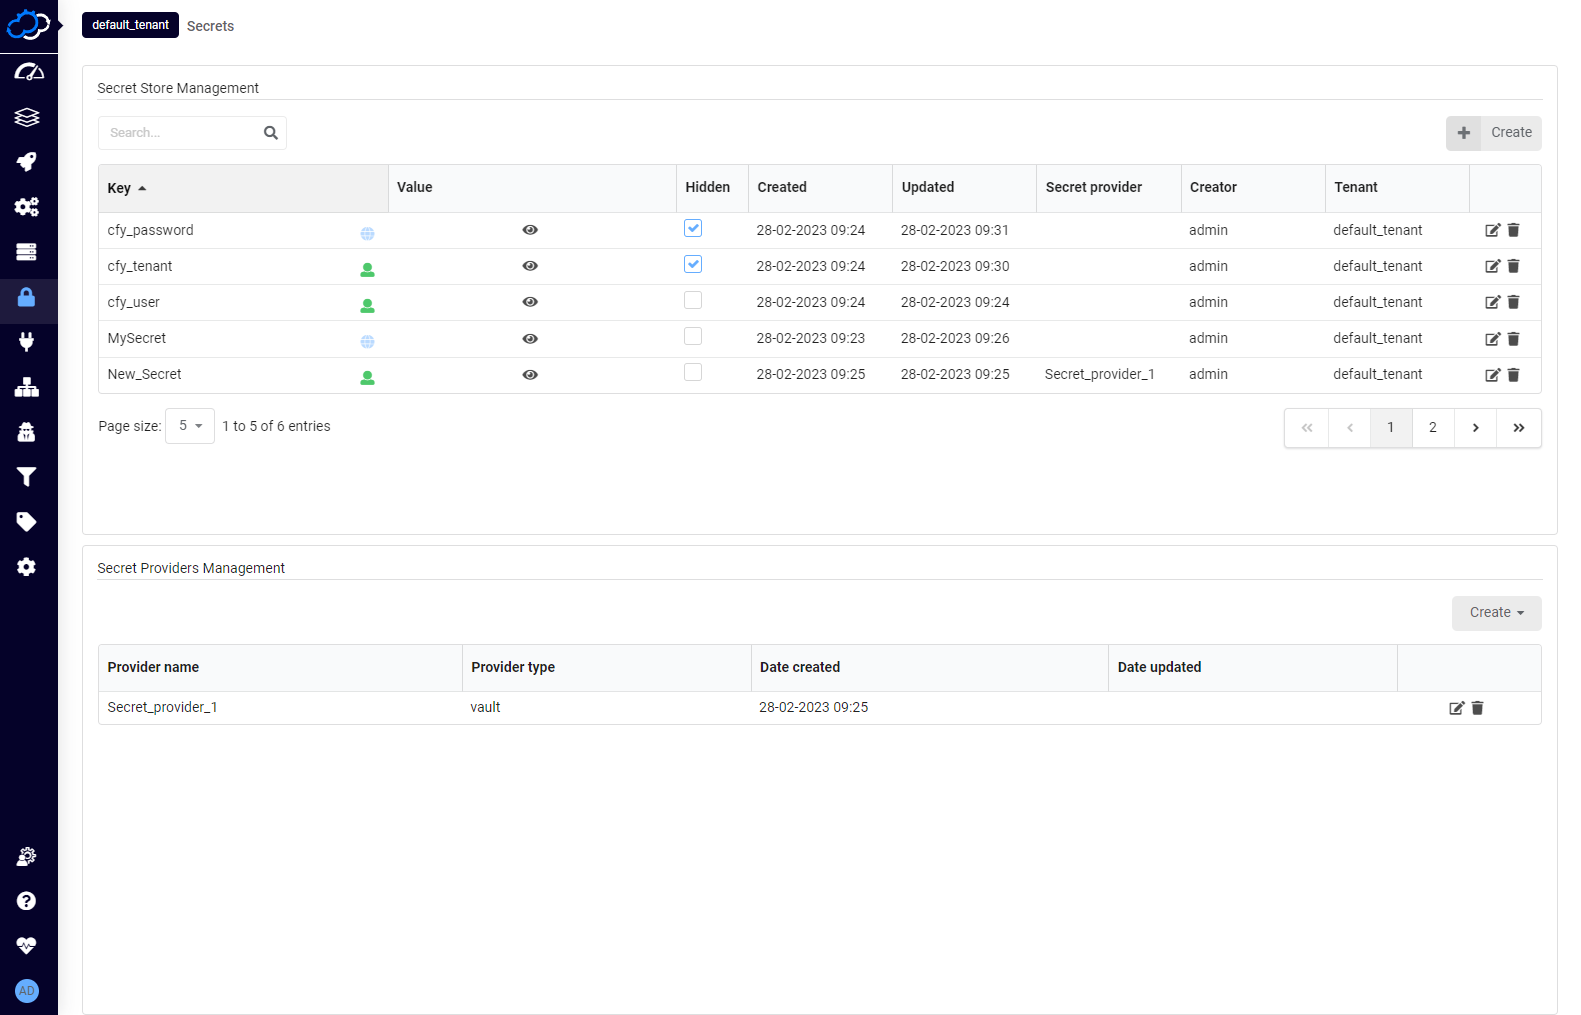 default_tenant Secrets
Secret Store Management
Search...
Create
Key Value Hidden Created Updated Secret provider Creator Tenant
cfy_password 28-02-2023 09:24 28-02-2023 09:31 admin default_tenant
cfy_tenant 28-02-2023 09:24 28-02-2023 09:30 admin default_tenant
cfy_user 28-02-2023 09:24 28-02-2023 09:24 admin default_tenant
MySecret 28-02-2023 09:23 28-02-2023 09:26 admin default_tenant
New_Secret 28-02-2023 09:25 28-02-2023 09:25 Secret_provider_1 admin default_tenant
Page size: 5 1 to 5 of 6 entries « ‹ 1 2 › »
Secret Providers Management
Create
Provider name Provider type Date created Date updated
Secret_provider_1 vault 28-02-2023 09:25
AD